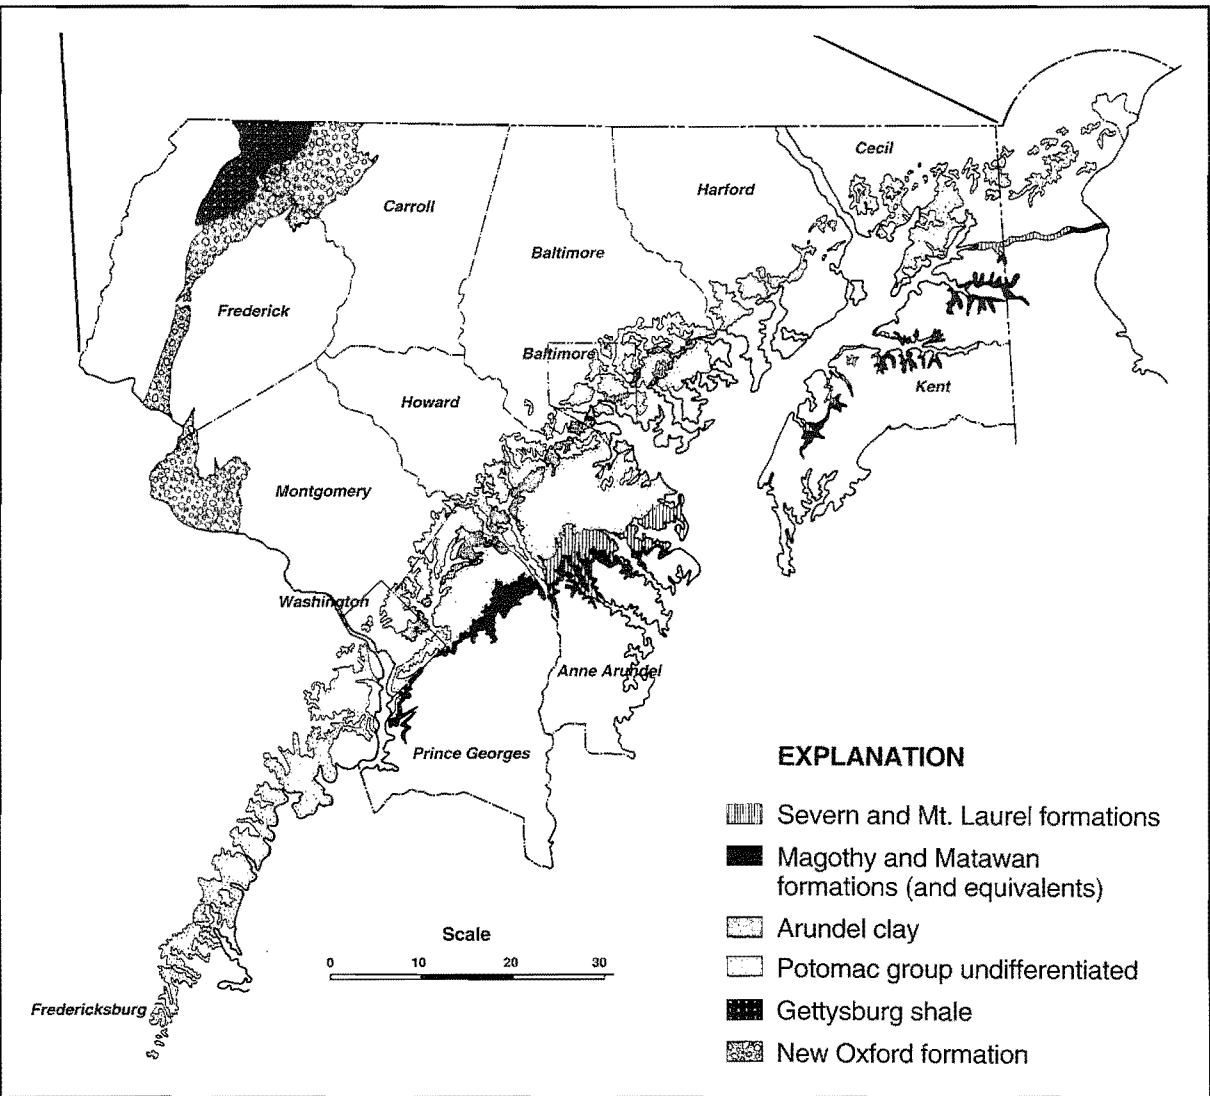 Cecil
Harford
Carroll
Baltimore
Frederick
Baltimore
Kent
Howard
Montgomery
Washington
Anne Arundel
Prince Georges
Fredericksburg
EXPLANATION
Severn and Mt. Laurel formations
Magothy and Matawan
formations (and equivalents)
Arundel clay
Potomac group undifferentiated
Gettysburg shale
New Oxford formation
Scale
0 10 20 30